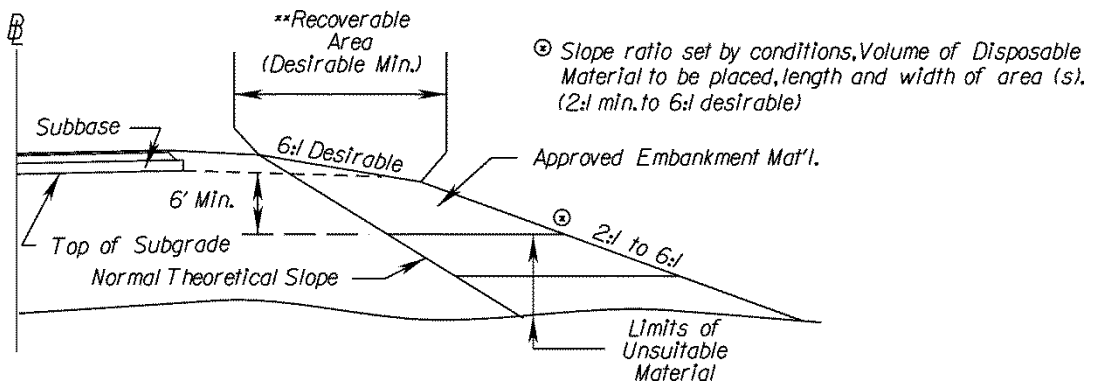 BL
**Recoverable
Area
(Desirable Min.)
⊛ Slope ratio set by conditions,Volume of Disposable
Material to be placed,length and width of area (s).
(2:1 min.to 6:1 desirable)
Subbase
6:1 Desirable
Approved Embankment Mat'l.
6' Min.
⊛
2:1 to 6:1
Top of Subgrade
Normal Theoretical Slope
Limits of
Unsuitable
Material